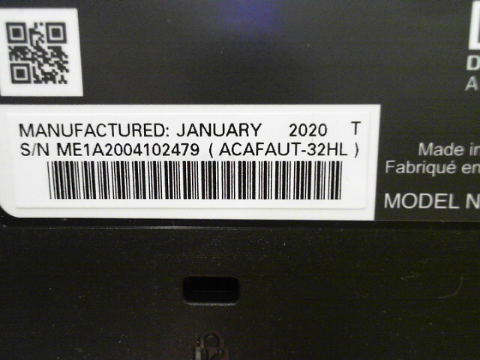 MANUFACTURED: JANUARY 2020 T
S/N ME1A2004102479 ( ACAFAUT-32HL )
D
A
Made in
Fabriqué en
MODEL N